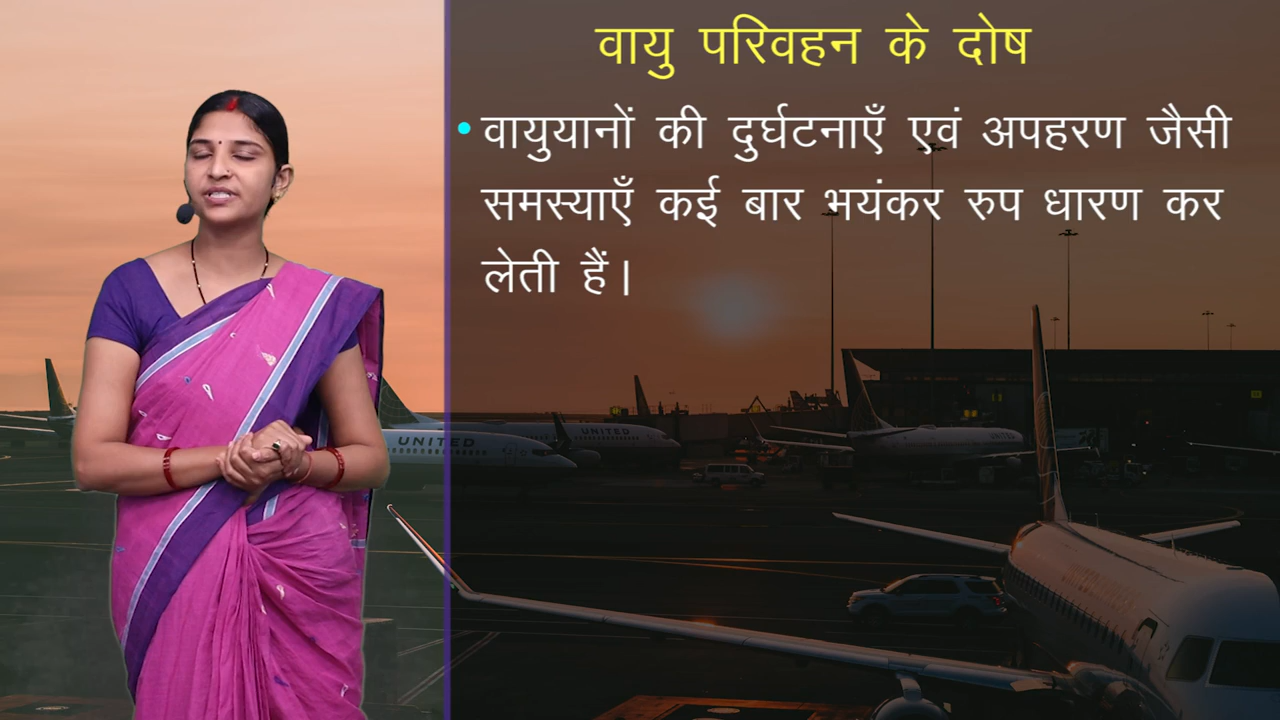 वायु परिवहन के दोष
• वायुयानों की दुर्घटनाएँ एवं अपहरण जैसी
समस्याएँ कई बार भयंकर रुप धारण कर
लेती हैं।
UNITED
UNITED